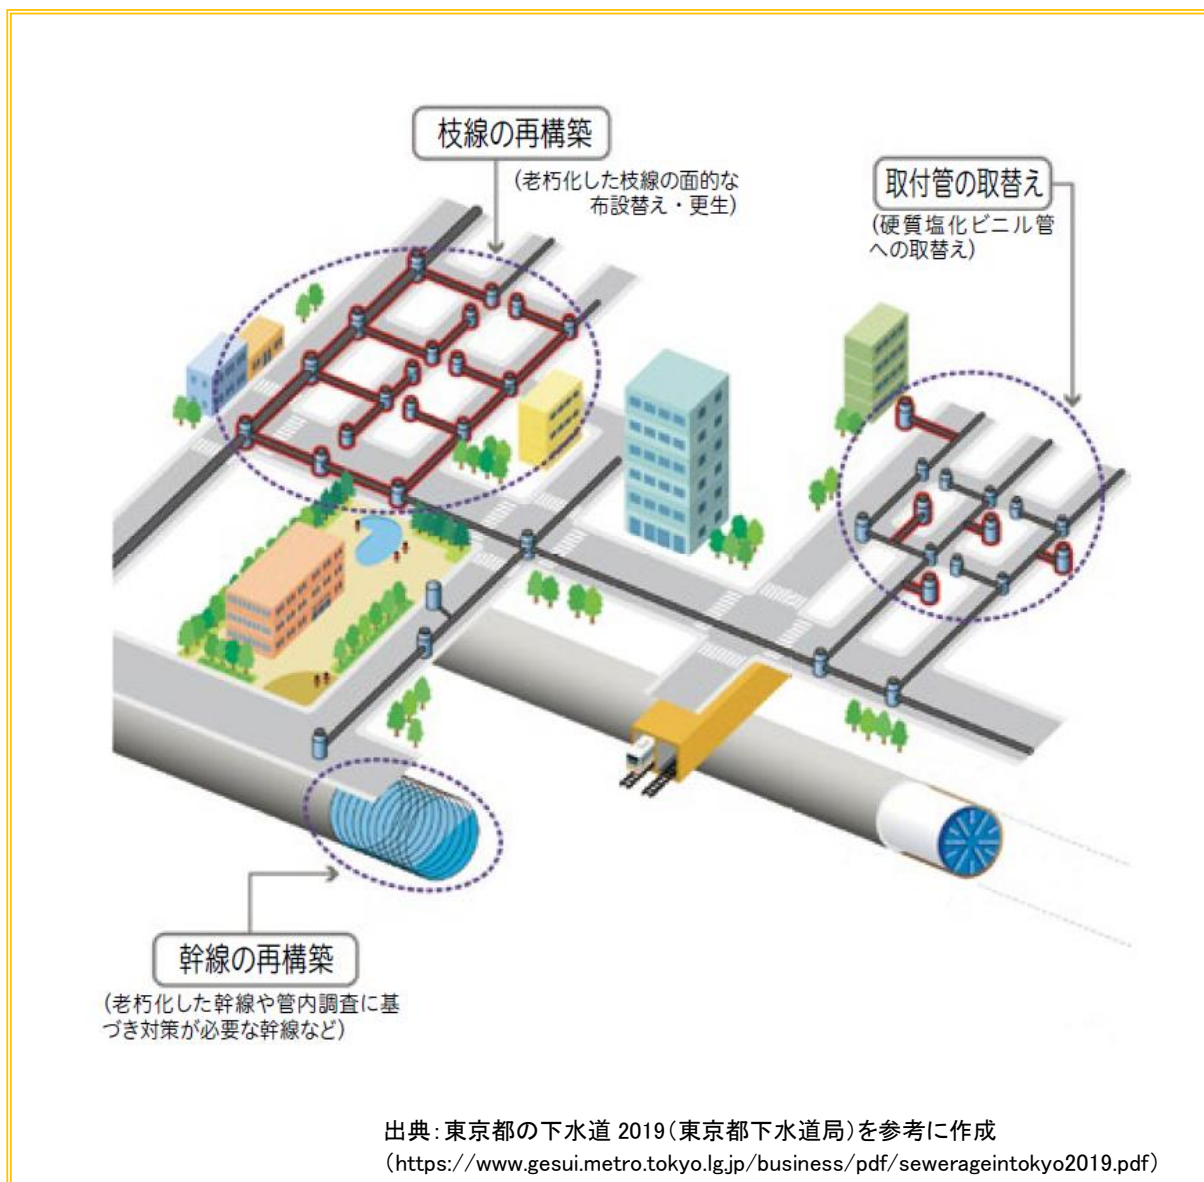 枝線の再構築
(老朽化した枝線の面的な
布設替え・更生)
取付管の取替え
(硬質塩化ビニル管
への取替え)
幹線の再構築
(老朽化した幹線や管内調査に基
づき対策が必要な幹線など)
出典：東京都の下水道 2019（東京都下水道局）を参考に作成
（https://www.gesui.metro.tokyo.lg.jp/business/pdf/sewerageintokyo2019.pdf）